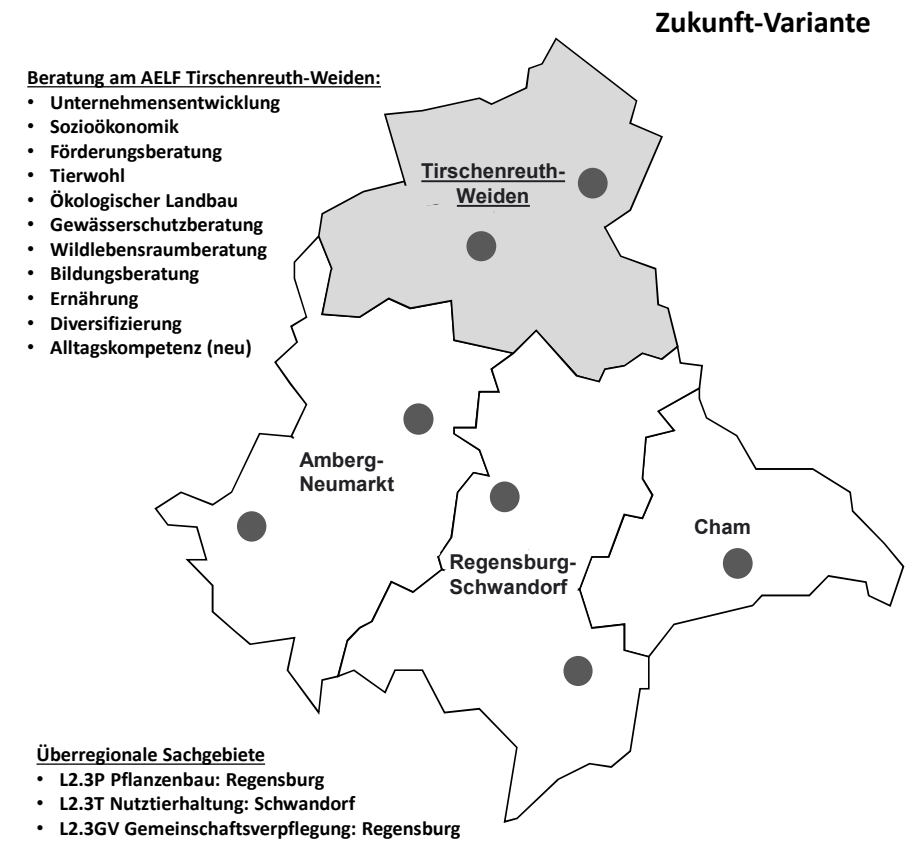 Zukunft-Variante
Beratung am AELF Tirschenreuth-Weiden:
• Unternehmensentwicklung
• Sozioökonomik
• Förderungsberatung
• Tierwohl
• Ökologischer Landbau
• Gewässerschutzberatung
• Wildlebensraumberatung
• Bildungsberatung
• Ernährung
• Diversifizierung
• Alltagskompetenz (neu)
Tirschenreuth-
Weiden
Amberg-
Neumarkt
Regensburg-
Schwandorf
Cham
Überregionale Sachgebiete
• L2.3P Pflanzenbau: Regensburg
• L2.3T Nutztierhaltung: Schwandorf
• L2.3GV Gemeinschaftsverpflegung: Regensburg